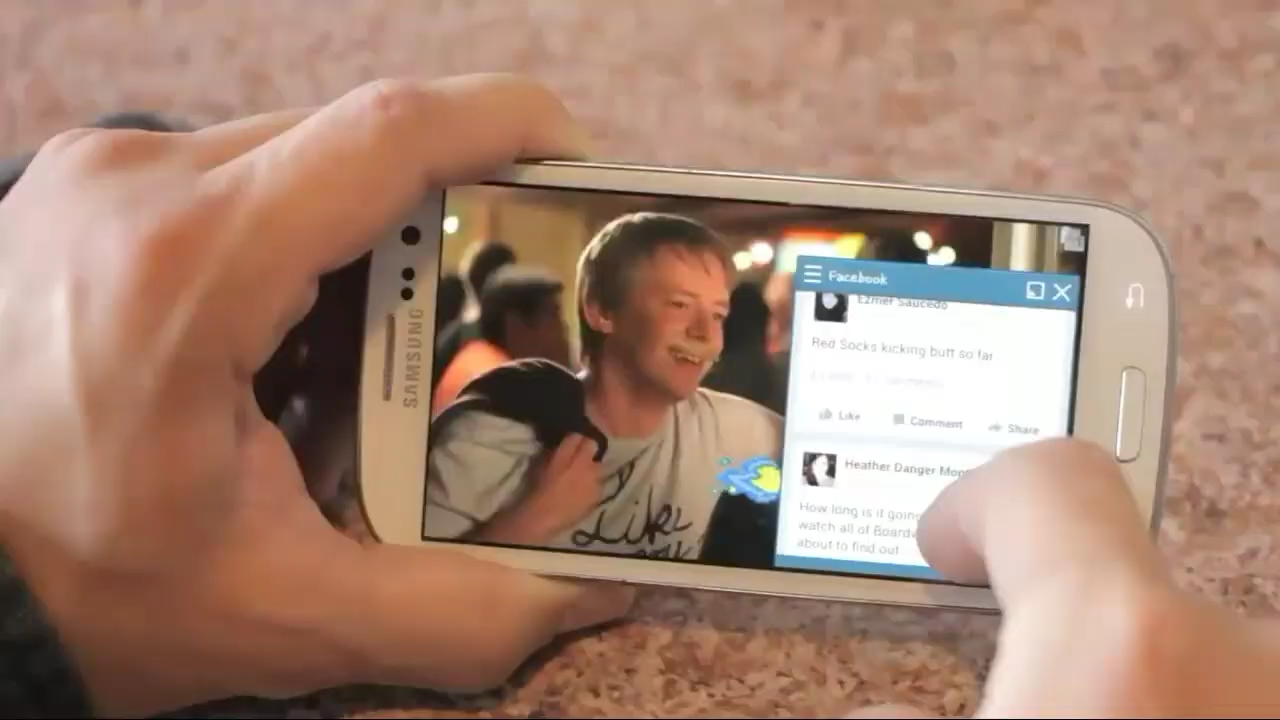 SAMSUNG
Facebook
Ezmer Saucedo
Red Socks kicking butt so far
Like
Comment
Share
Heather Danger
How long is it going
watch all of
about to find out
Like